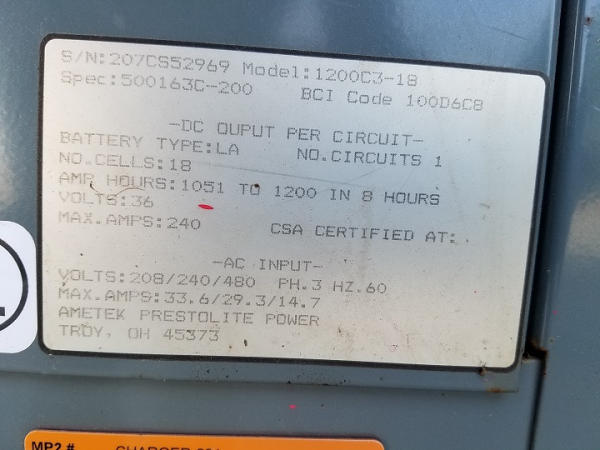 S/N:207CS52969 Model:1200C3-18
Spec:500163C-200 BCI Code 100D6C8
-DC OUPUT PER CIRCUIT-
BATTERY TYPE:LA NO.CIRCUITS 1
NO.CELLS:18
AMP HOURS:1051 TO 1200 IN 8 HOURS
VOLTS:36
MAX.AMPS:240 CSA CERTIFIED AT:
-AC INPUT-
VOLTS:208/240/480 PH.3 HZ.60
MAX.AMPS:33.6/29.3/14.7
AMETEK PRESTOLITE POWER
TROY, OH 45373
MP2 # CHARGER